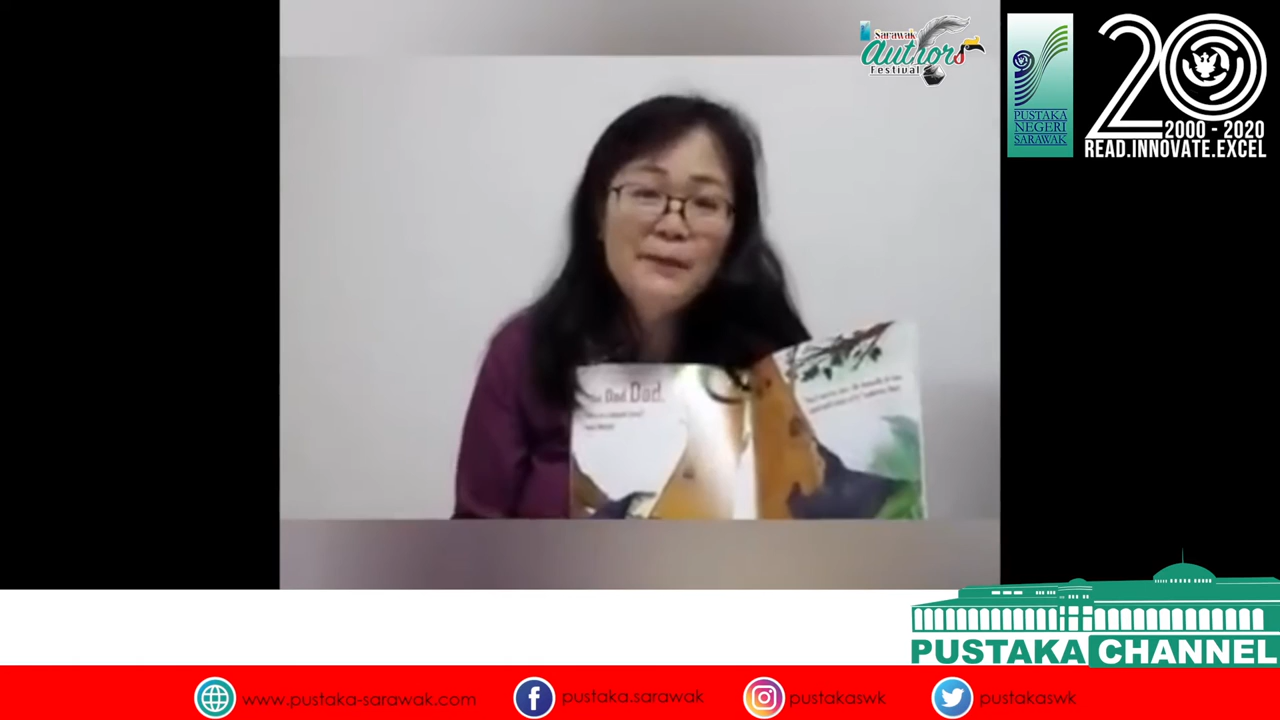 Sarawak
Authors
Festival
PUSTAKA
NEGERI
SARAWAK
20
2000 - 2020
READ.INNOVATE.EXCEL
Dad. Dad.
PUSTAKA CHANNEL
www.pustaka-sarawak.com
pustaka.sarawak
pustakaswk
pustakaswk